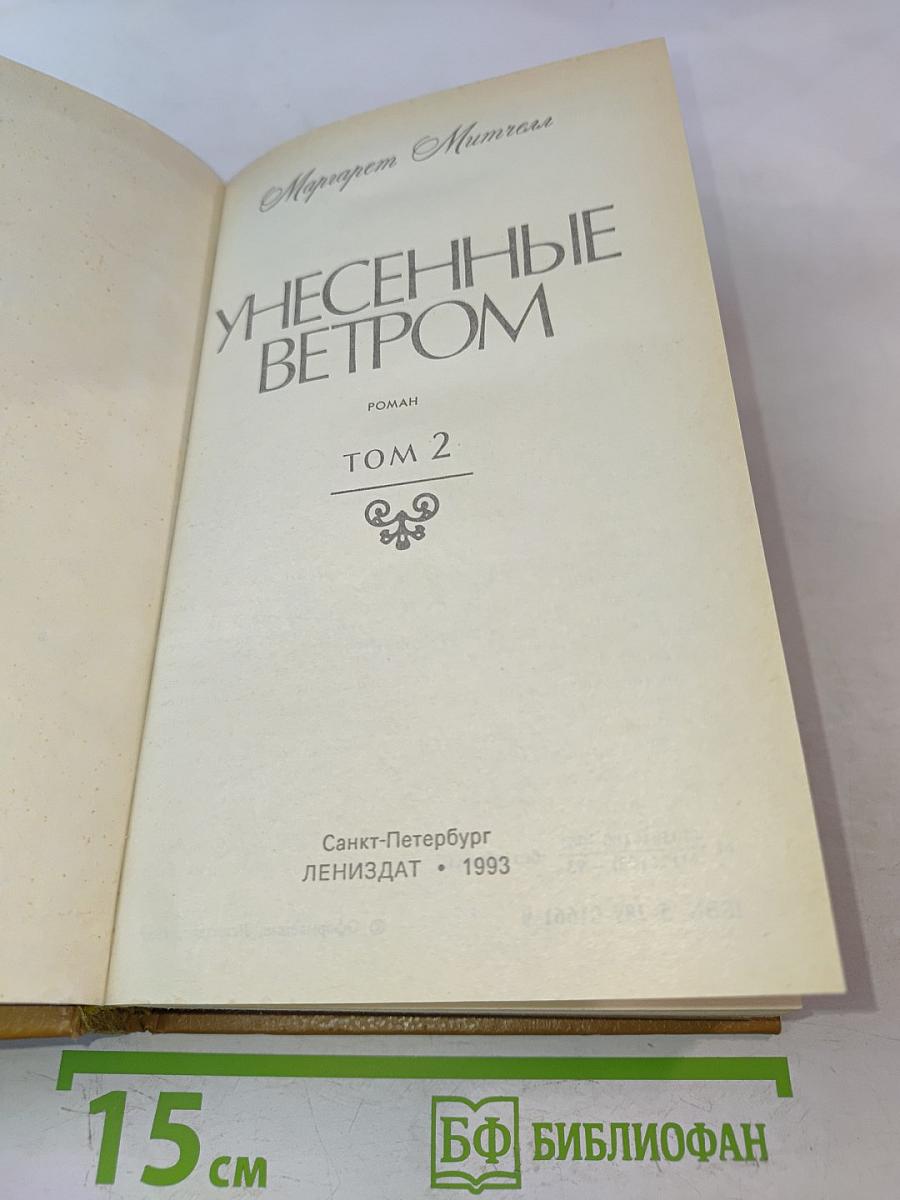 Маргарет Митчелл
УНЕСЕННЫЕ
ВЕТРОМ
РОМАН
ТОМ 2
Санкт-Петербург
ЛЕНИЗДАТ • 1993
15 см
БФ БИБЛИОФАН